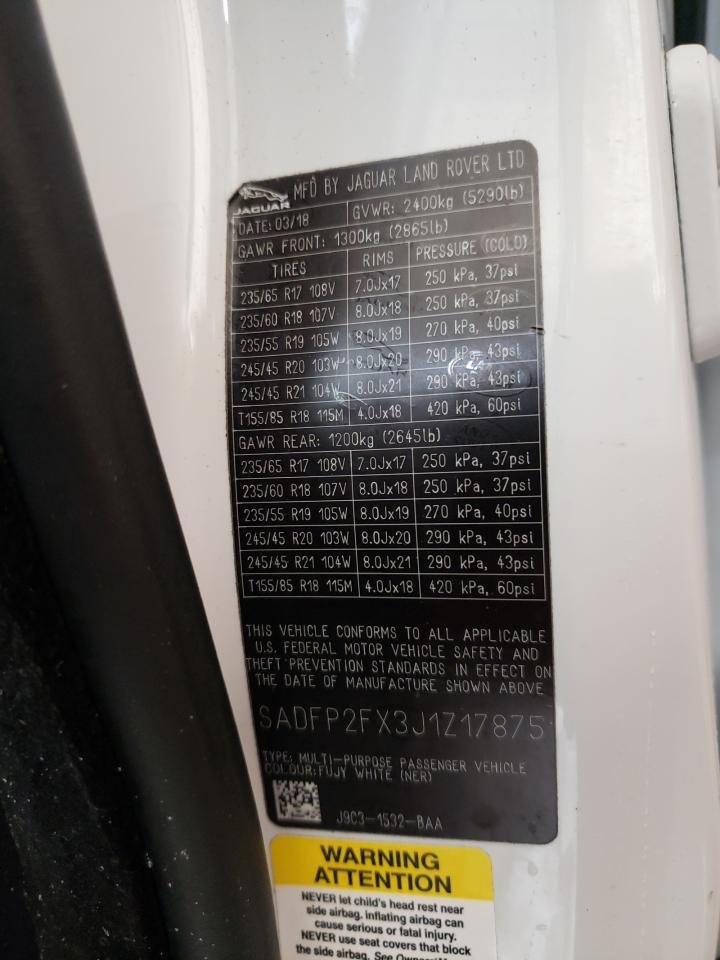 MFD BY JAGUAR LAND ROVER LTD
JAGUAR
DATE: 03/18 GVWR: 2400kg (5290lb)
GAWR FRONT: 1300kg (2865lb)
TIRES RIMS PRESSURE (COLD)
235/65 R17 108V 7.0Jx17 250 kPa, 37psi
235/60 R18 107V 8.0Jx18 250 kPa, 37psi
235/55 R19 105W 8.0Jx19 270 kPa, 40psi
245/45 R20 103W 8.0Jx20 290 kPa, 43psi
245/45 R21 104W 8.0Jx21 290 kPa, 43psi
T155/85 R18 115M 4.0Jx18 420 kPa, 60psi
GAWR REAR: 1200kg (2645lb)
235/65 R17 108V 7.0Jx17 250 kPa, 37psi
235/60 R18 107V 8.0Jx18 250 kPa, 37psi
235/55 R19 105W 8.0Jx19 270 kPa, 40psi
245/45 R20 103W 8.0Jx20 290 kPa, 43psi
245/45 R21 104W 8.0Jx21 290 kPa, 43psi
T155/85 R18 115M 4.0Jx18 420 kPa, 60psi
THIS VEHICLE CONFORMS TO ALL APPLICABLE
U.S. FEDERAL MOTOR VEHICLE SAFETY AND
THEFT PREVENTION STANDARDS IN EFFECT ON
THE DATE OF MANUFACTURE SHOWN ABOVE
SADFP2FX3J1Z17875
TYPE: MULTI-PURPOSE PASSENGER VEHICLE
COLOUR:FUJY WHITE (NER)
J9C3-1532-BAA
WARNING
ATTENTION
NEVER let child's head rest near
side airbag. Inflating airbag can
cause serious or fatal injury.
NEVER use seat covers that block
the side airbag. See